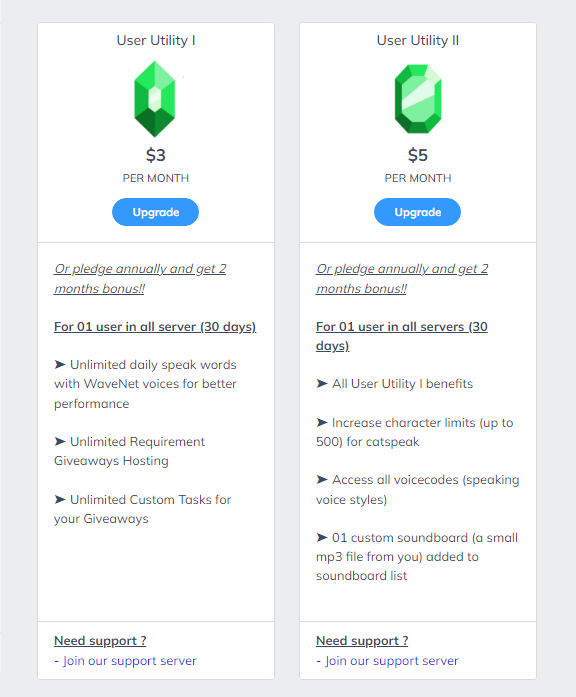 User Utility I
$3
PER MONTH
Upgrade
Or pledge annually and get 2
months bonus!!
For 01 user in all server (30 days)
➤ Unlimited daily speak words
with WaveNet voices for better
performance
➤ Unlimited Requirement
Giveaways Hosting
➤ Unlimited Custom Tasks for
your Giveaways
Need support ?
- Join our support server
User Utility II
$5
PER MONTH
Upgrade
Or pledge annually and get 2
months bonus!!
For 01 user in all servers (30
days)
➤ All User Utility I benefits
➤ Increase character limits (up to
500) for catspeak
➤ Access all voicecodes (speaking
voice styles)
➤ 01 custom soundboard (a small
mp3 file from you) added to
soundboard list
Need support ?
- Join our support server